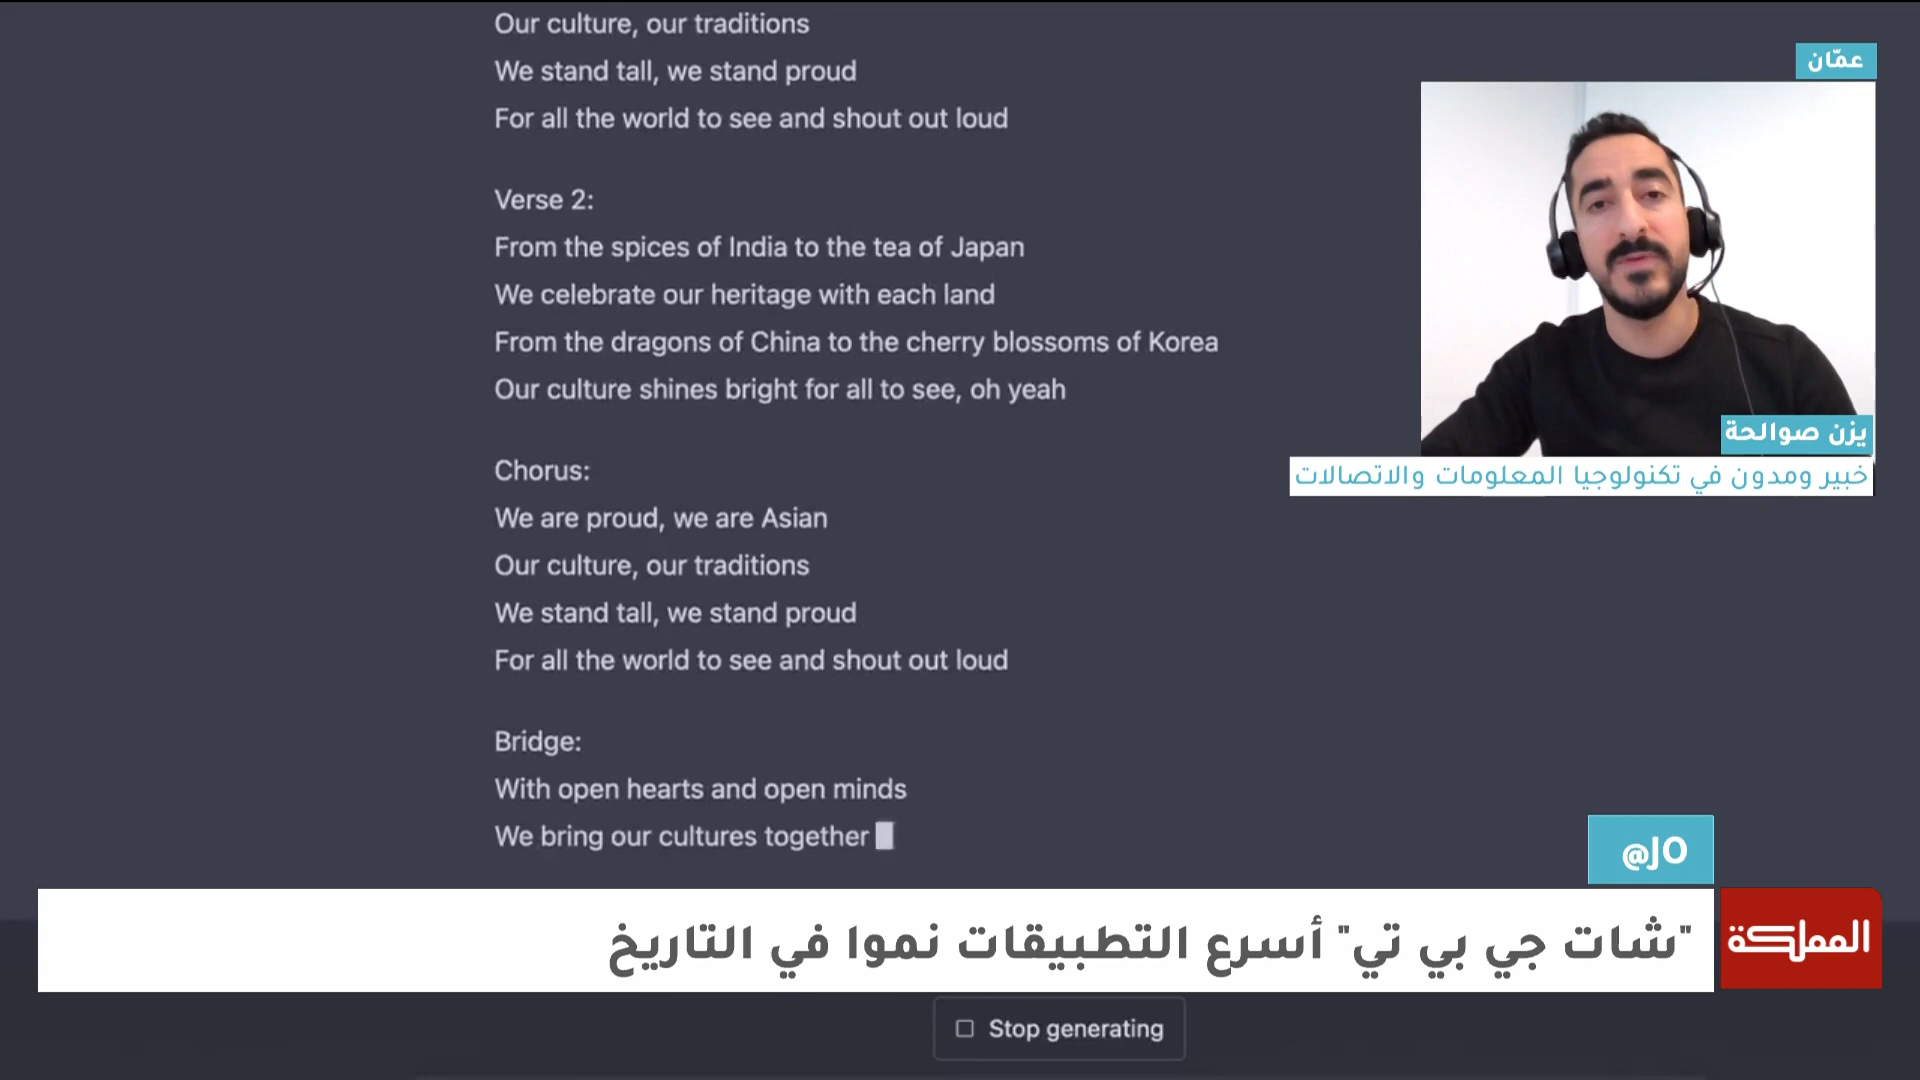 Our culture, our traditions
We stand tall, we stand proud
For all the world to see and shout out loud
Verse 2:
From the spices of India to the tea of Japan
We celebrate our heritage with each land
From the dragons of China to the cherry blossoms of Korea
Our culture shines bright for all to see, oh yeah
Chorus:
We are proud, we are Asian
Our culture, our traditions
We stand tall, we stand proud
For all the world to see and shout out loud
Bridge:
With open hearts and open minds
We bring our cultures together
عمّان
يزن صوالحة
خبير ومدون في تكنولوجيا المعلومات والاتصالات
@JO
"شات جي بي تي" أسرع التطبيقات نموا في التاريخ
المملكة
Stop generating